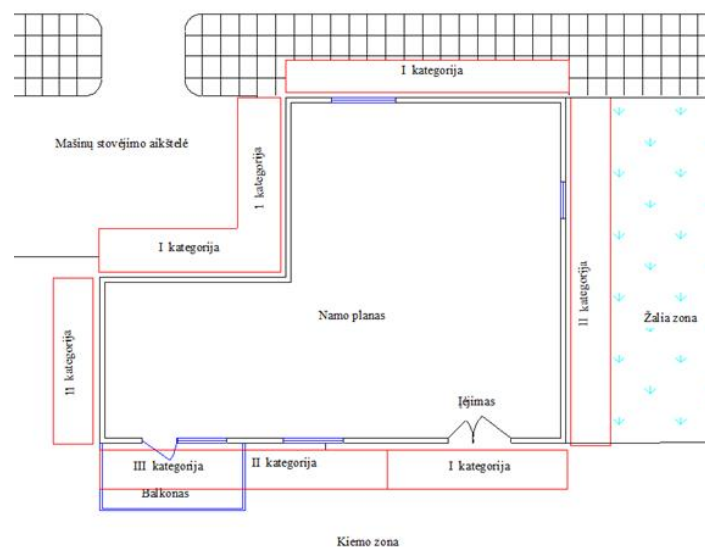 I kategorija
Mašinų stovėjimo aikštelė
I kategorija
I kategorija
II kategorija
II kategorija
Namo planas
Žalia zona
Įėjimas
III kategorija
II kategorija
I kategorija
Balkonas
Kiemo zona